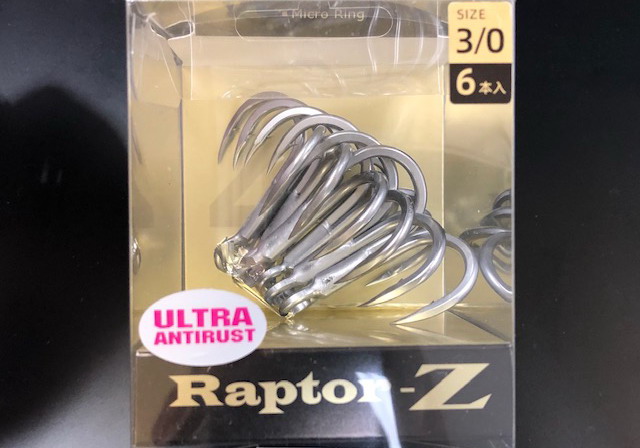 Micro Ring
SIZE
3/0
6本入
ULTRA
ANTIRUST
Raptor-Z